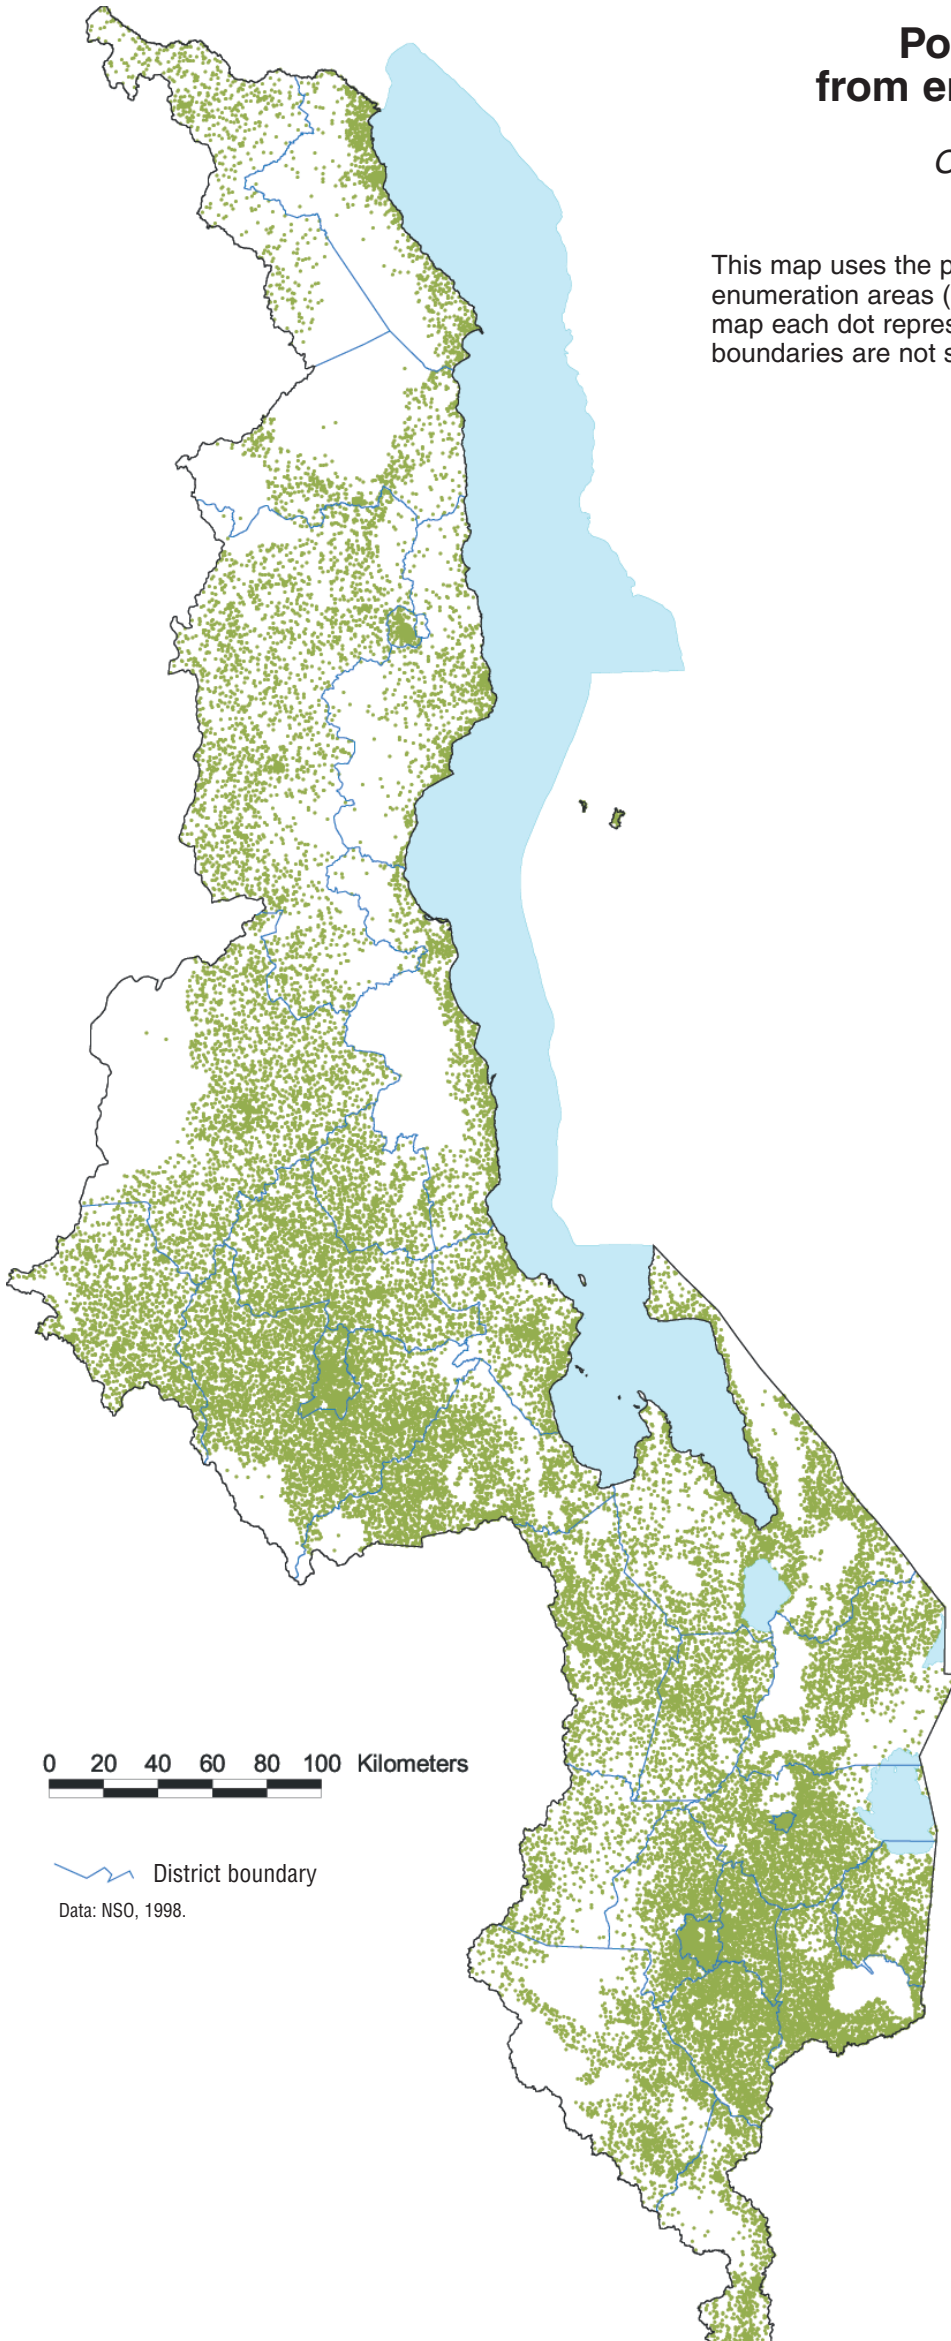 Po
from e
C
This map uses the p
enumeration areas (
map each dot repres
boundaries are not s
0 20 40 60 80 100 Kilometers
District boundary
Data: NSO, 1998.